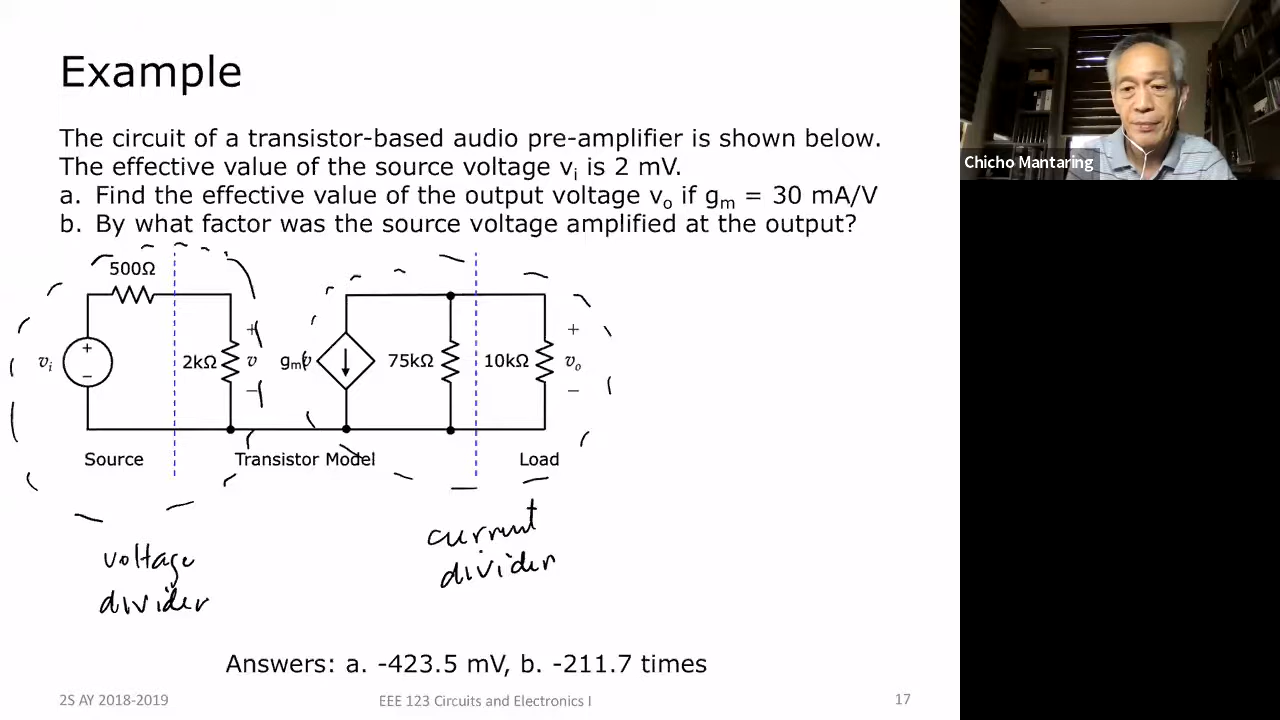 Example
The circuit of a transistor-based audio pre-amplifier is shown below.
The effective value of the source voltage vi is 2 mV.
a. Find the effective value of the output voltage vo if gm = 30 mA/V
b. By what factor was the source voltage amplified at the output?
Chicho Mantaring
500Ω
+
vi
−
2kΩ
+
v
−
gmv
75kΩ
10kΩ
+
vo
−
Source
Transistor Model
Load
voltage
divider
current
divider
Answers: a. -423.5 mV, b. -211.7 times
2S AY 2018-2019
EEE 123 Circuits and Electronics I
17